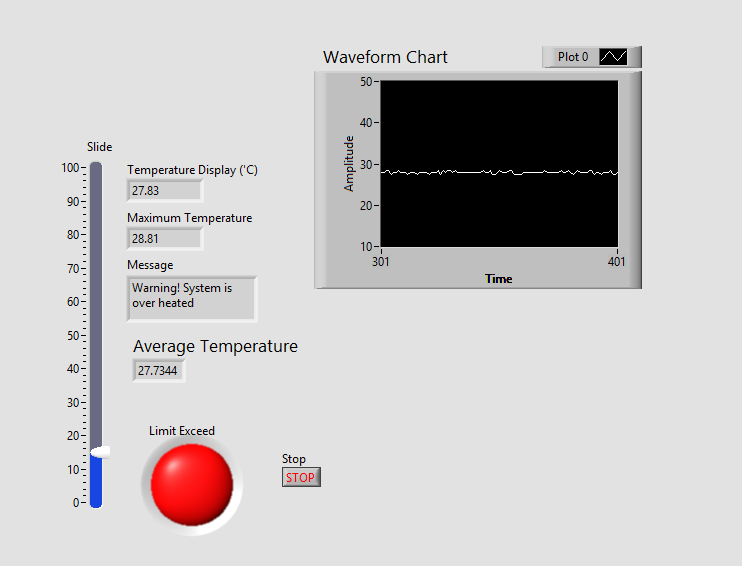 Waveform Chart
Plot 0
50
40
30
20
10
Amplitude
301
401
Time
Slide
100
90
80
70
60
50
40
30
20
10
0
Temperature Display ('C)
27.83
Maximum Temperature
28.81
Message
Warning! System is
over heated
Average Temperature
27.7344
Limit Exceed
Stop
STOP